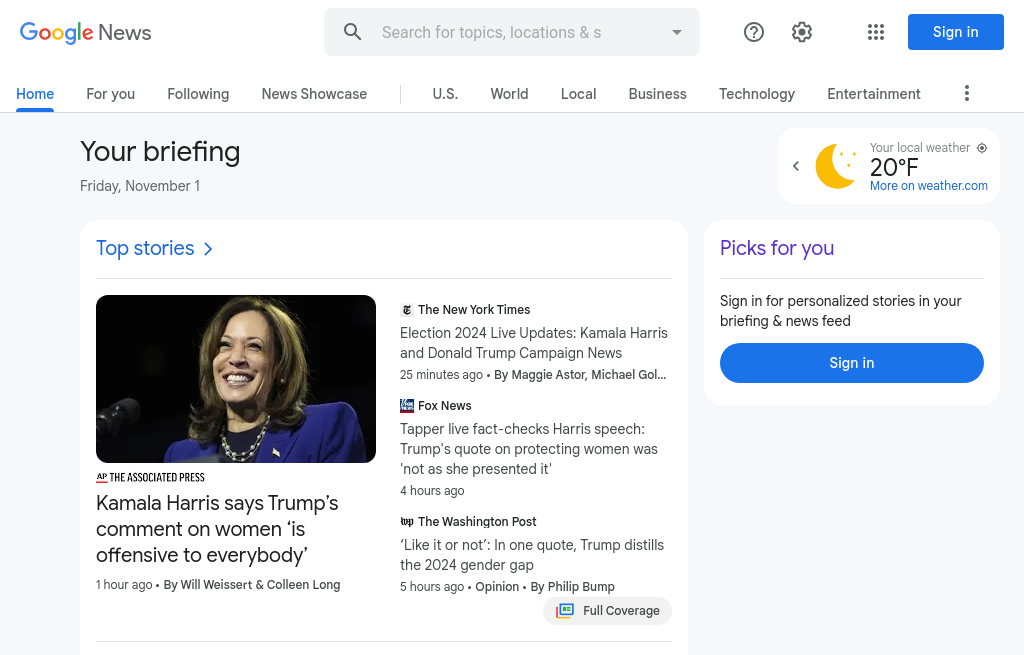 Google News
Search for topics, locations & s
Sign in
Home For you Following News Showcase U.S. World Local Business Technology Entertainment
Your briefing
Friday, November 1
Your local weather
20°F
More on weather.com
Top stories
AP THE ASSOCIATED PRESS
Kamala Harris says Trump’s
comment on women ‘is
offensive to everybody’
1 hour ago • By Will Weissert & Colleen Long
The New York Times
Election 2024 Live Updates: Kamala Harris
and Donald Trump Campaign News
25 minutes ago • By Maggie Astor, Michael Gol...
Fox News
Tapper live fact-checks Harris speech:
Trump's quote on protecting women was
'not as she presented it'
4 hours ago
wp The Washington Post
‘Like it or not’: In one quote, Trump distills
the 2024 gender gap
5 hours ago • Opinion • By Philip Bump
Full Coverage
Picks for you
Sign in for personalized stories in your
briefing & news feed
Sign in